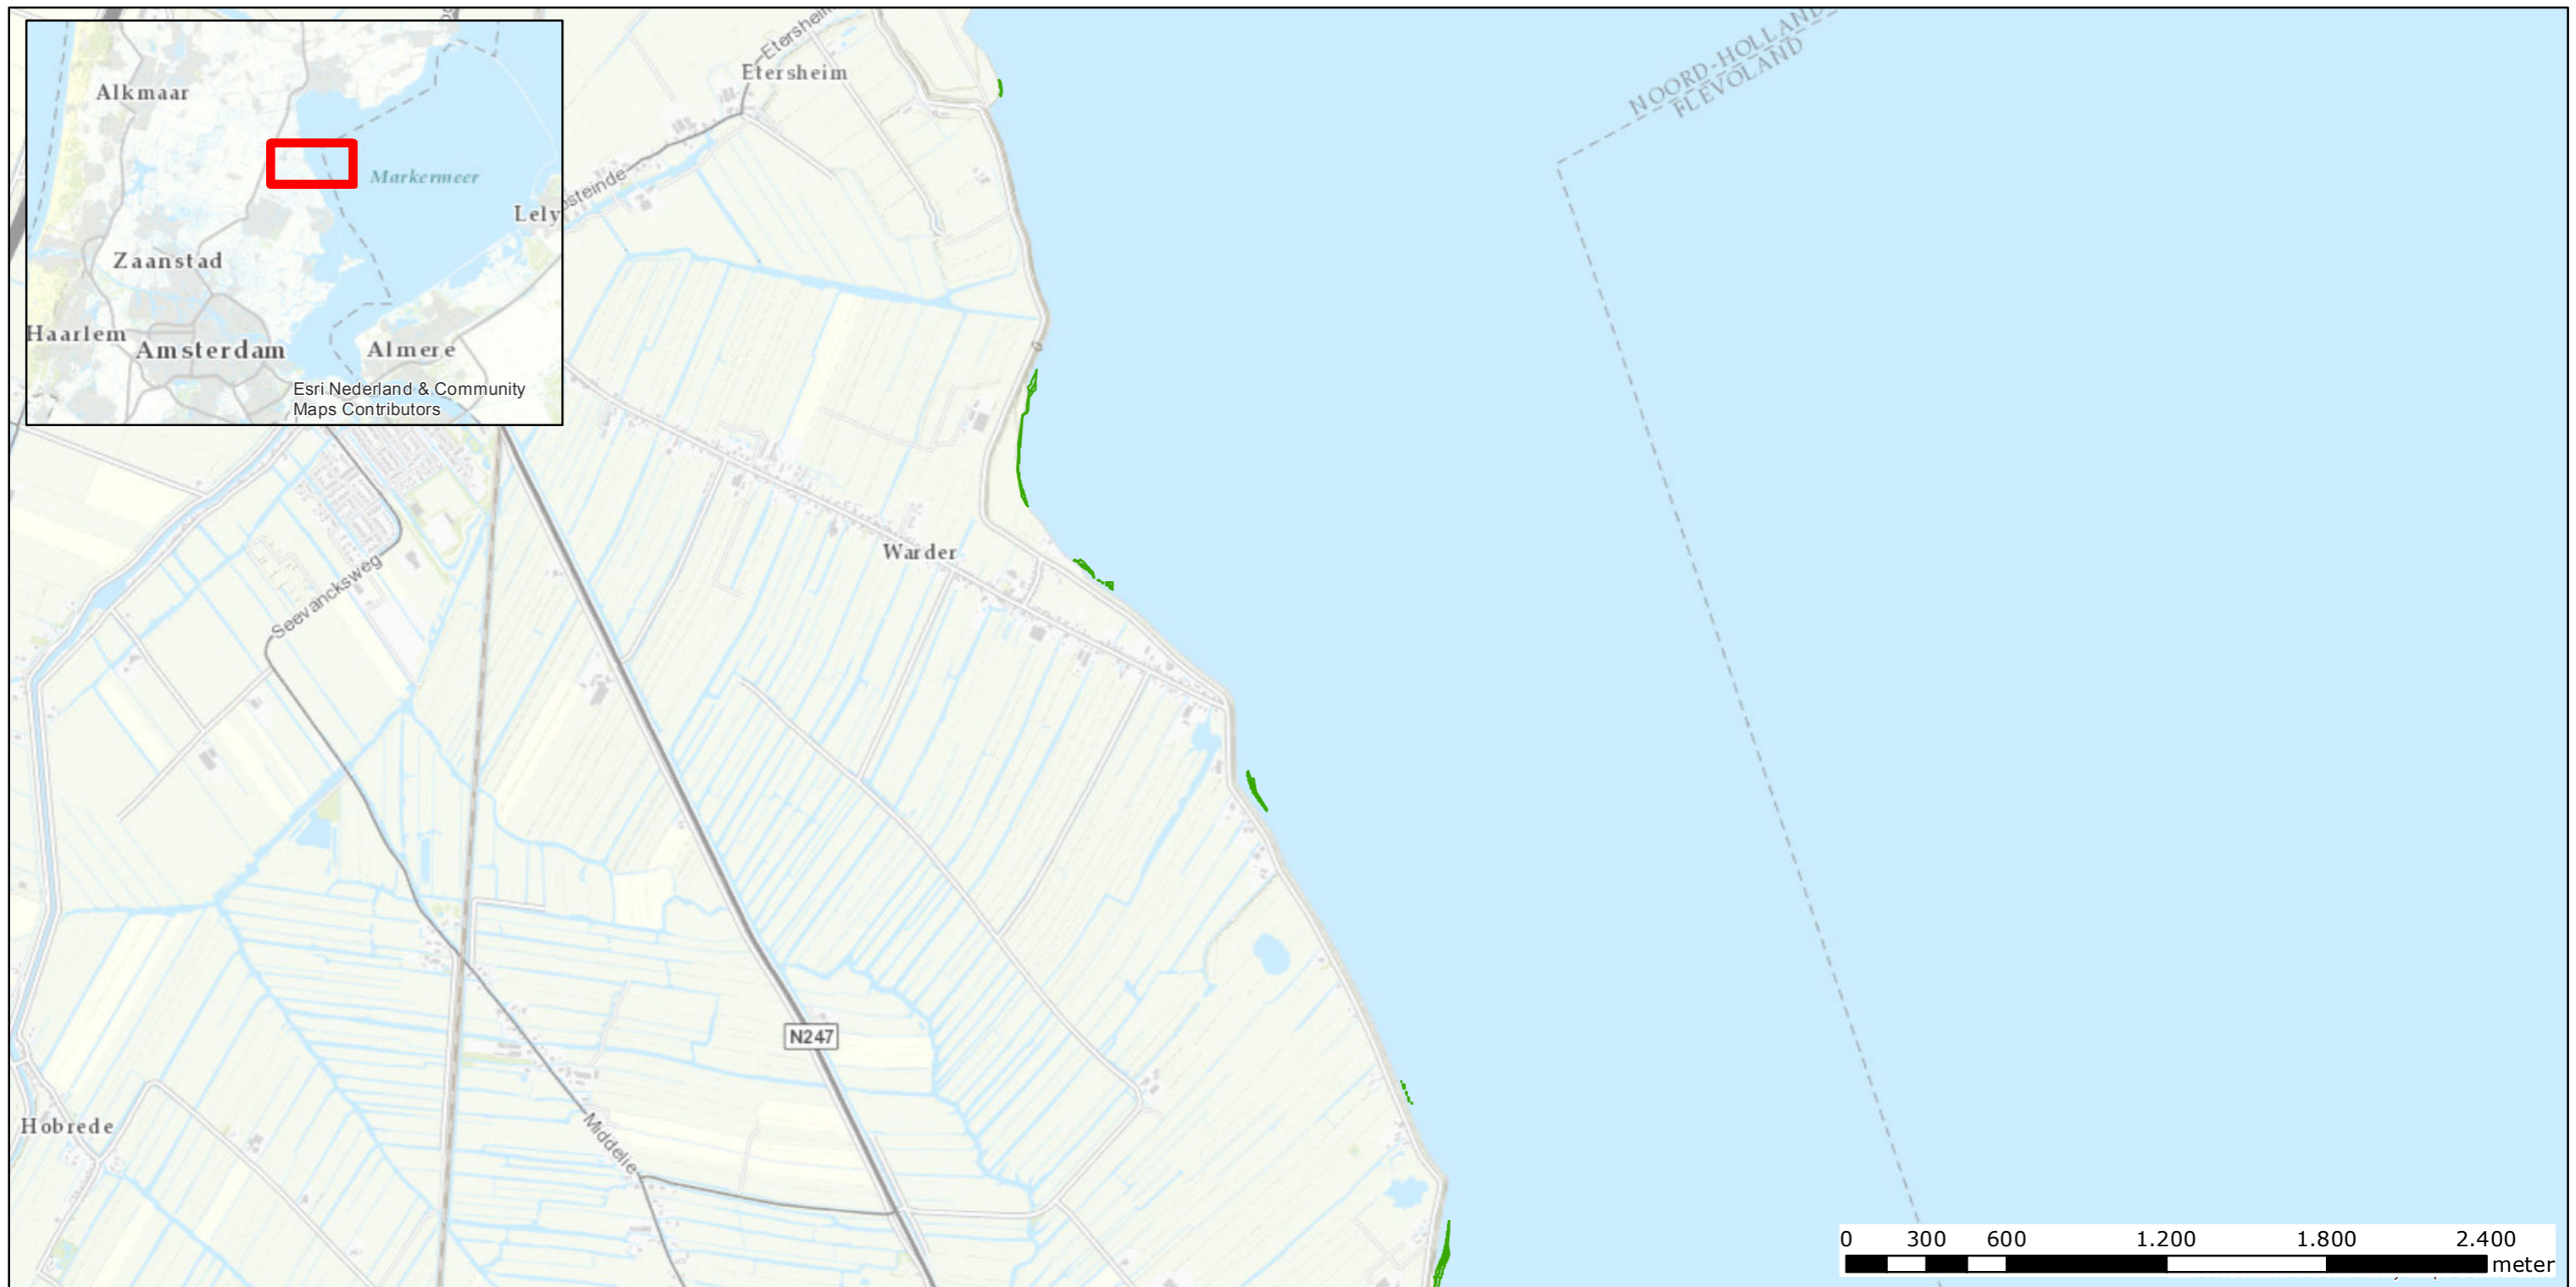 Alkmaar
Markermeer
Lely
Zaanstad
Haarlem
Amsterdam
Almere
Esri Nederland & Community
Maps Contributors
Etersheim
Etersheim
NOORD-HOLLAND
FLEVOLAND
osteinde
Warder
Seevancksweg
N247
Hobrede
Middelie
0 300 600 1.200 1.800 2.400
meter